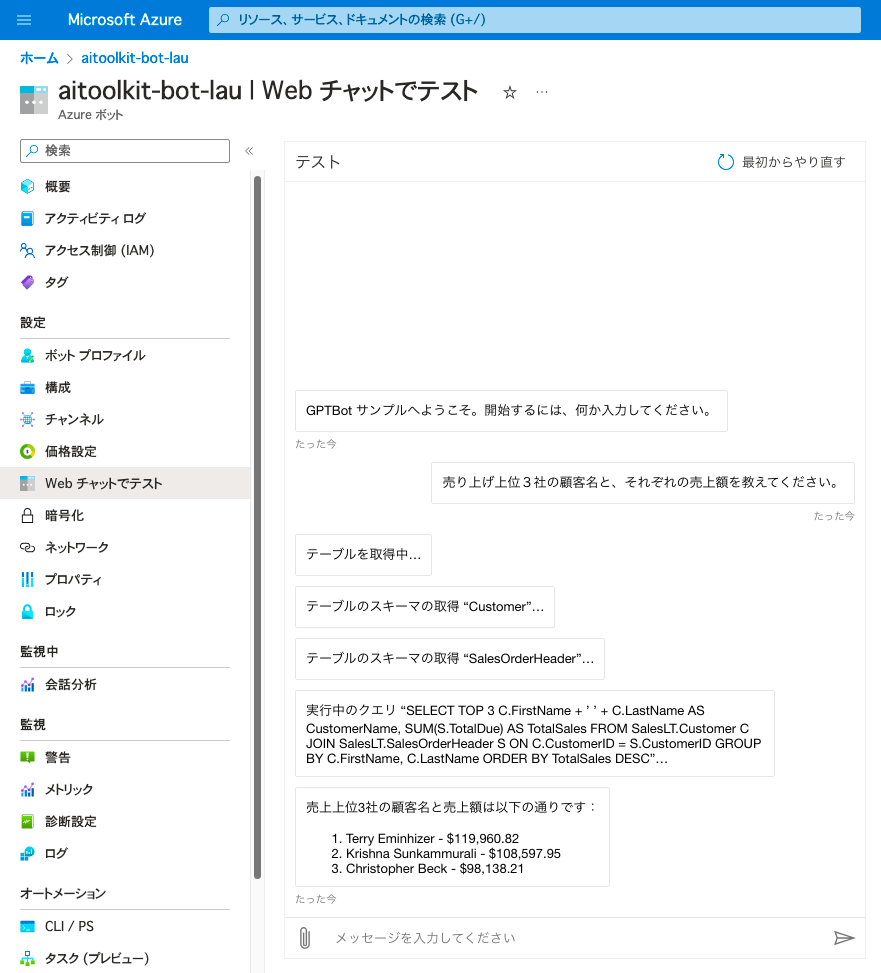 Microsoft Azure
リソース、サービス、ドキュメントの検索 (G+/)
ホーム > aitoolkit-bot-lau
aitoolkit-bot-lau | Web チャットでテスト
Azure ボット
検索
概要
アクティビティ ログ
アクセス制御 (IAM)
タグ
設定
ボット プロファイル
構成
チャンネル
価格設定
Web チャットでテスト
暗号化
ネットワーク
プロパティ
ロック
監視中
会話分析
監視
警告
メトリック
診断設定
ログ
オートメーション
CLI / PS
タスク (プレビュー)
テスト
最初からやり直す
GPTBot サンプルへようこそ。開始するには、何か入力してください。
たった今
売り上げ上位３社の顧客名と、それぞれの売上額を教えてください。
たった今
テーブルを取得中...
テーブルのスキーマの取得 “Customer”...
テーブルのスキーマの取得 “SalesOrderHeader”...
実行中のクエリ “SELECT TOP 3 C.FirstName + ’ ’ + C.LastName AS
CustomerName, SUM(S.TotalDue) AS TotalSales FROM SalesLT.Customer C
JOIN SalesLT.SalesOrderHeader S ON C.CustomerID = S.CustomerID GROUP
BY C.FirstName, C.LastName ORDER BY TotalSales DESC”...
売上上位3社の顧客名と売上額は以下の通りです：
1. Terry Eminhizer - $119,960.82
2. Krishna Sunkammurali - $108,597.95
3. Christopher Beck - $98,138.21
たった今
メッセージを入力してください